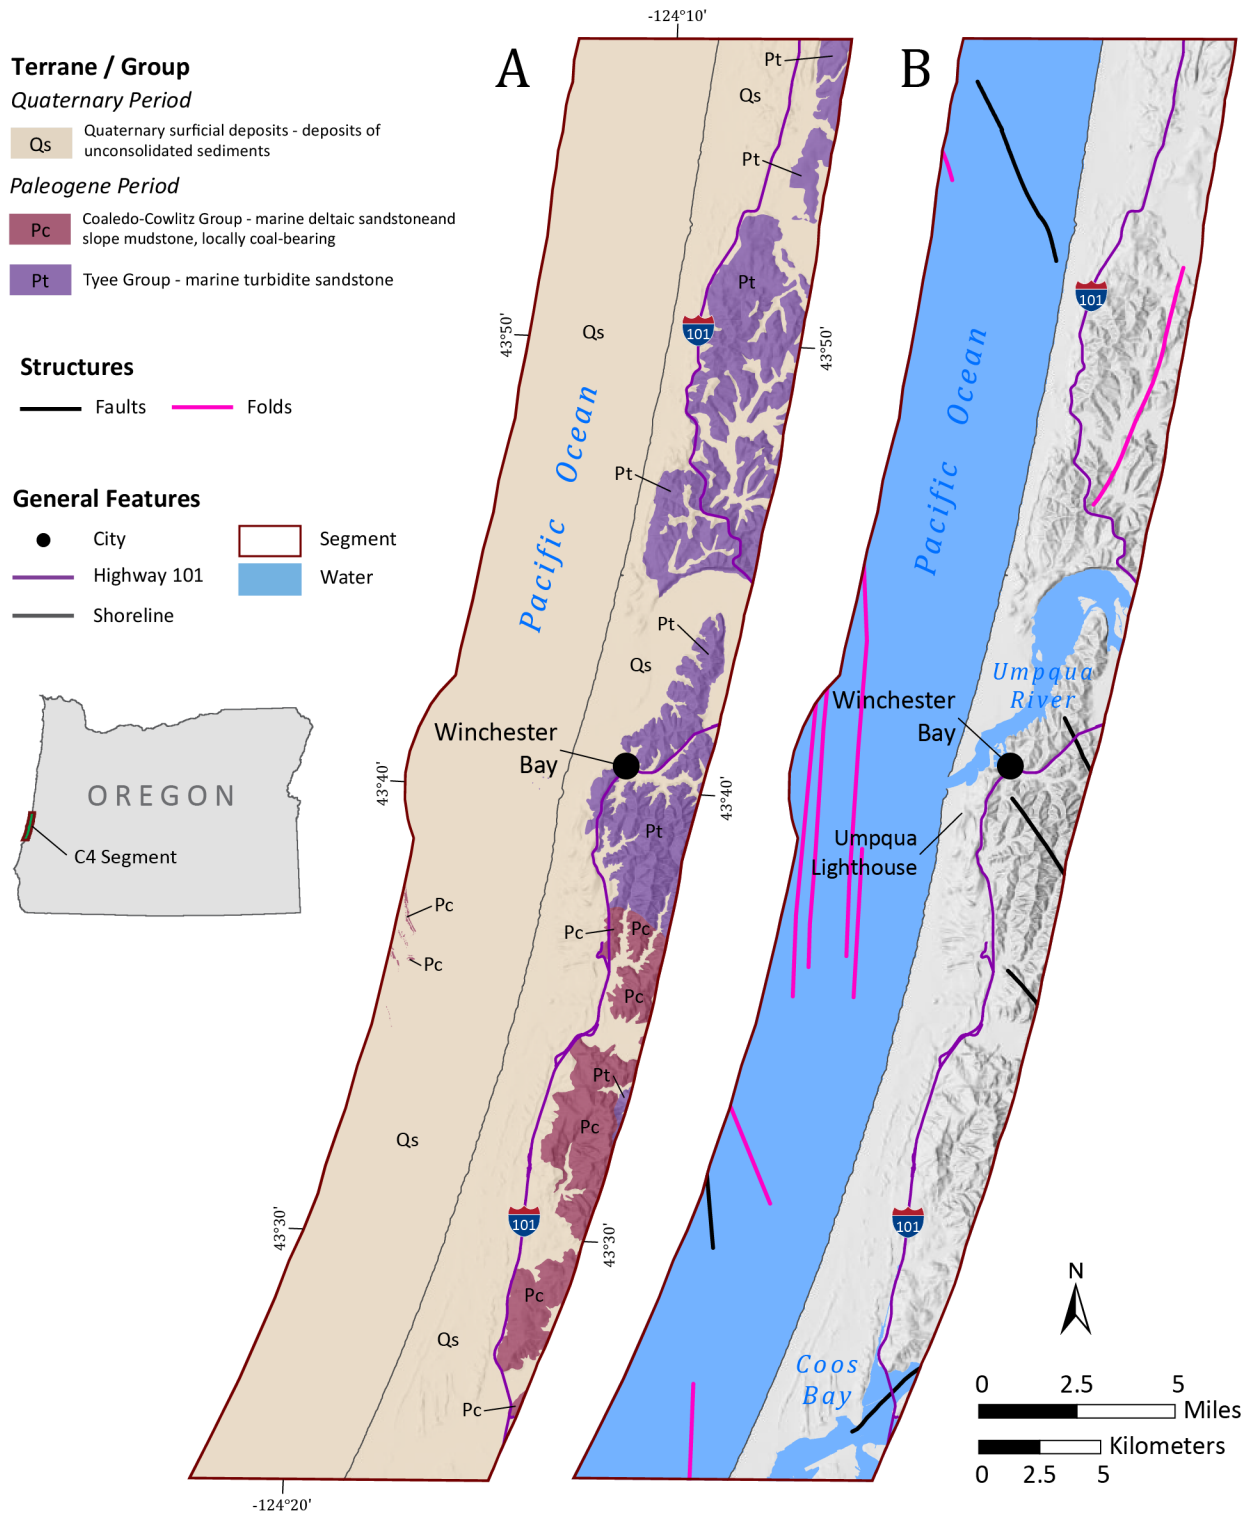 Terrane / Group
Quaternary Period
Qs
Quaternary surficial deposits - deposits of
unconsolidated sediments
Paleogene Period
Pc
Coaledo-Cowlitz Group - marine deltaic sandstoneand
slope mudstone, locally coal-bearing
Pt
Tyee Group - marine turbidite sandstone
Structures
Faults
Folds
General Features
City
Segment
Highway 101
Water
Shoreline
OREGON
C4 Segment
A
-124°10'
Pt
Qs
Pt
Pt
43°50'
Qs
101
43°50'
Pacific Ocean
Pt
Pt
Qs
Winchester
Bay
43°40'
43°40'
Pt
Pc
Pc
Pc
Pc
Pc
Pt
Pc
Qs
43°30'
101
43°30'
Pc
Qs
Pc
-124°20'
B
101
Pacific Ocean
Umpqua
River
Winchester
Bay
Umpqua
Lighthouse
101
Coos
Bay
N
0 2.5 5
Miles
Kilometers
0 2.5 5